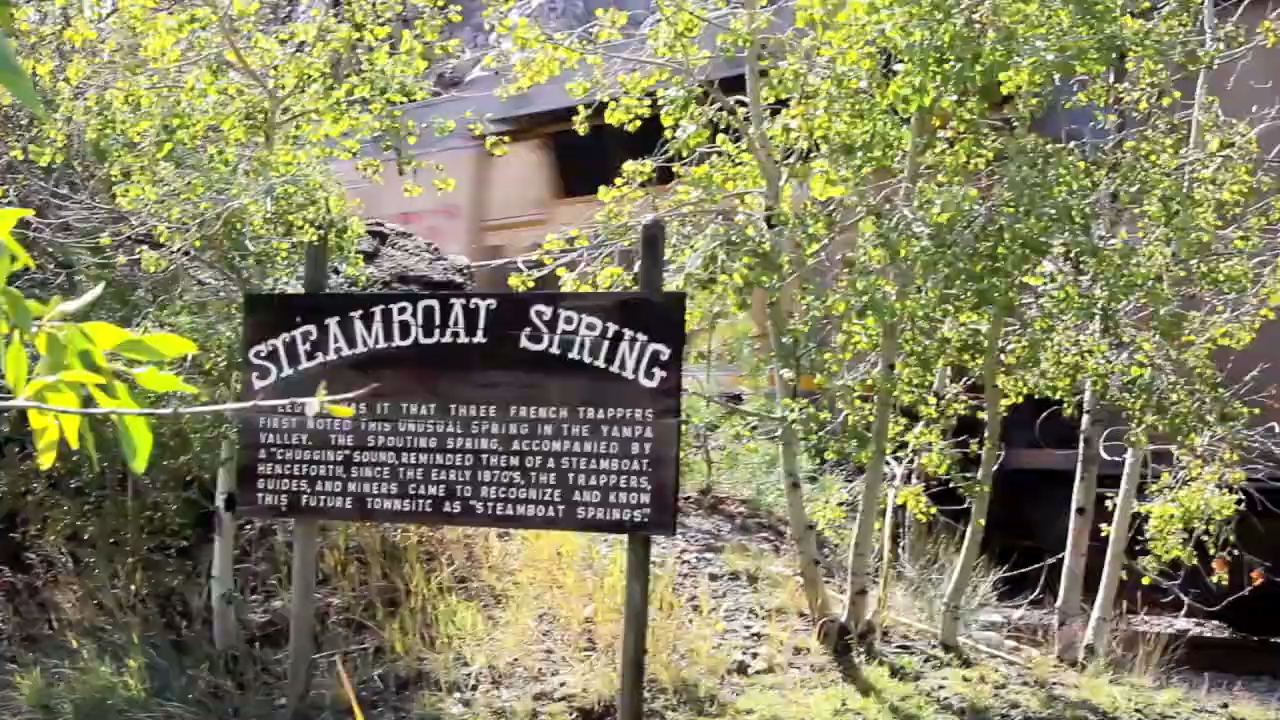 STEAMBOAT SPRING
IT THAT THREE FRENCH TRAPPERS
FIRST NOTED THIS UNUSUAL SPRING IN THE YAMPA
VALLEY. THE SPOUTING SPRING, ACCOMPANIED BY
A "CHUGGING" SOUND, REMINDED THEM OF A STEAMBOAT.
HENCEFORTH, SINCE THE EARLY 1870'S, THE TRAPPERS,
GUIDES, AND MINERS CAME TO RECOGNIZE AND KNOW
THIS FUTURE TOWNSITE AS "STEAMBOAT SPRINGS".